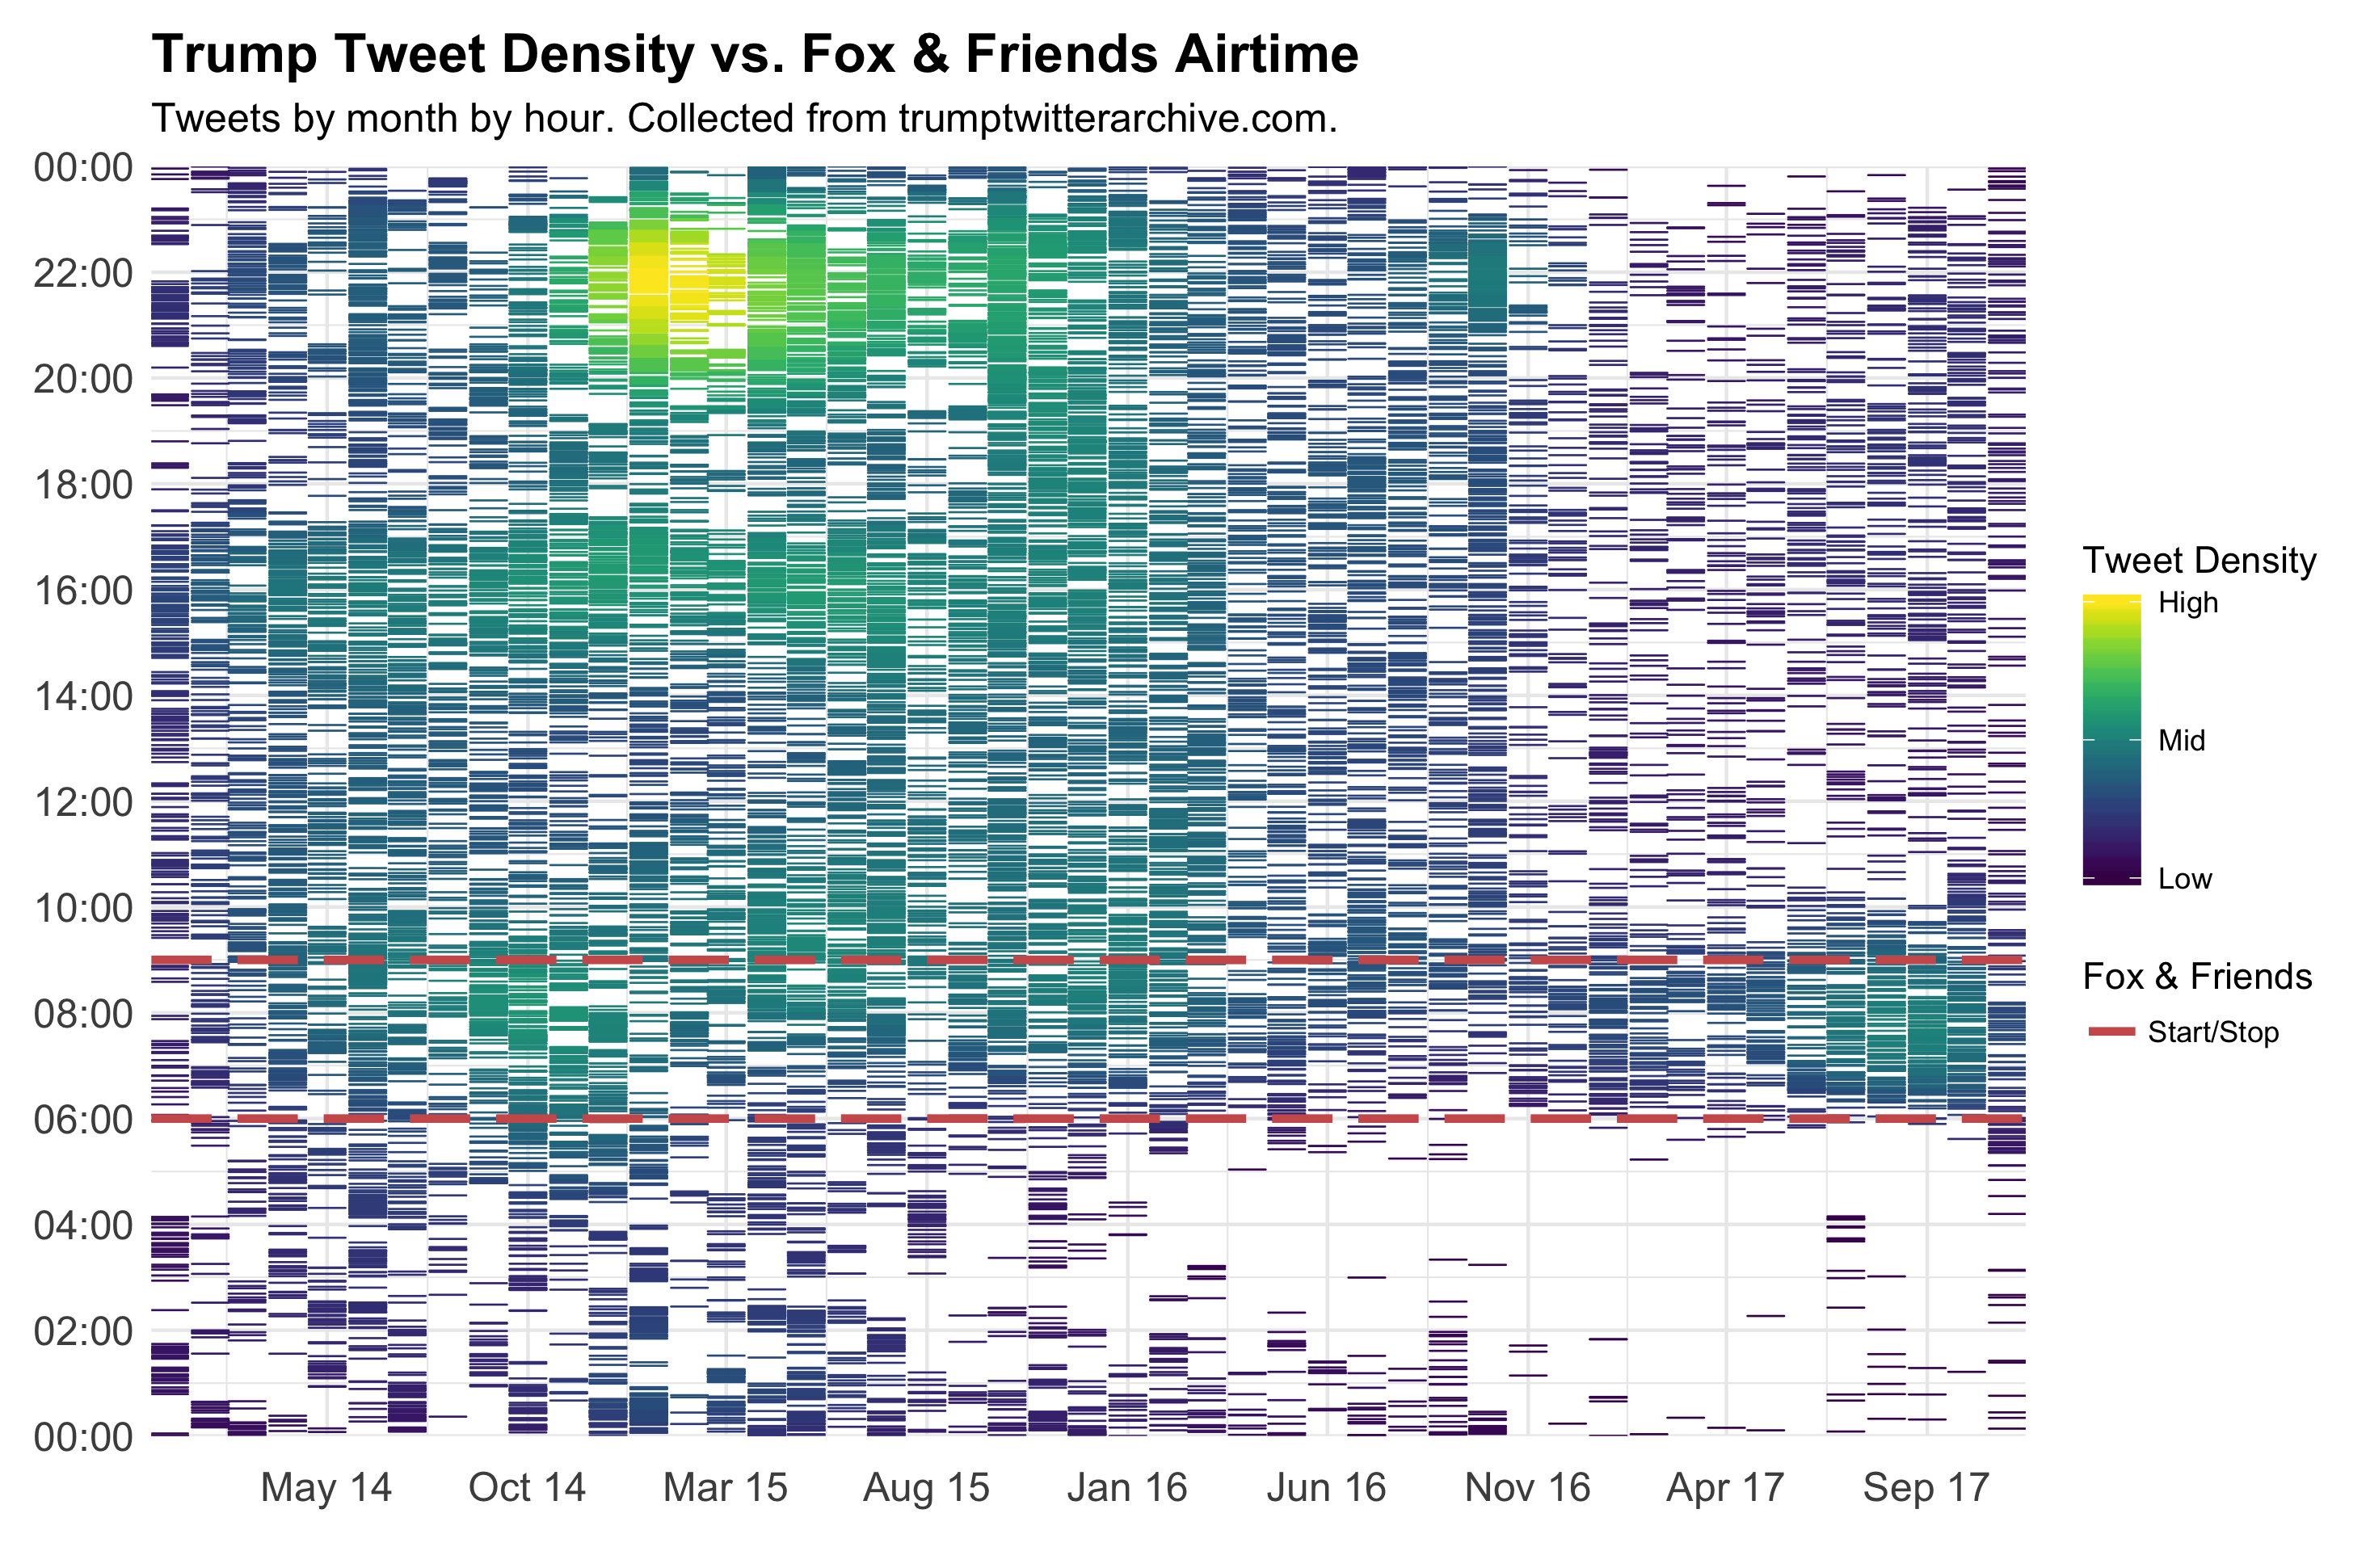 Trump Tweet Density vs. Fox & Friends Airtime
Tweets by month by hour. Collected from trumptwitterarchive.com.
00:00
22:00
20:00
18:00
16:00
14:00
12:00
10:00
08:00
06:00
04:00
02:00
00:00
May 14
Oct 14
Mar 15
Aug 15
Jan 16
Jun 16
Nov 16
Apr 17
Sep 17
Tweet Density
High
Mid
Low
Fox & Friends
Start/Stop